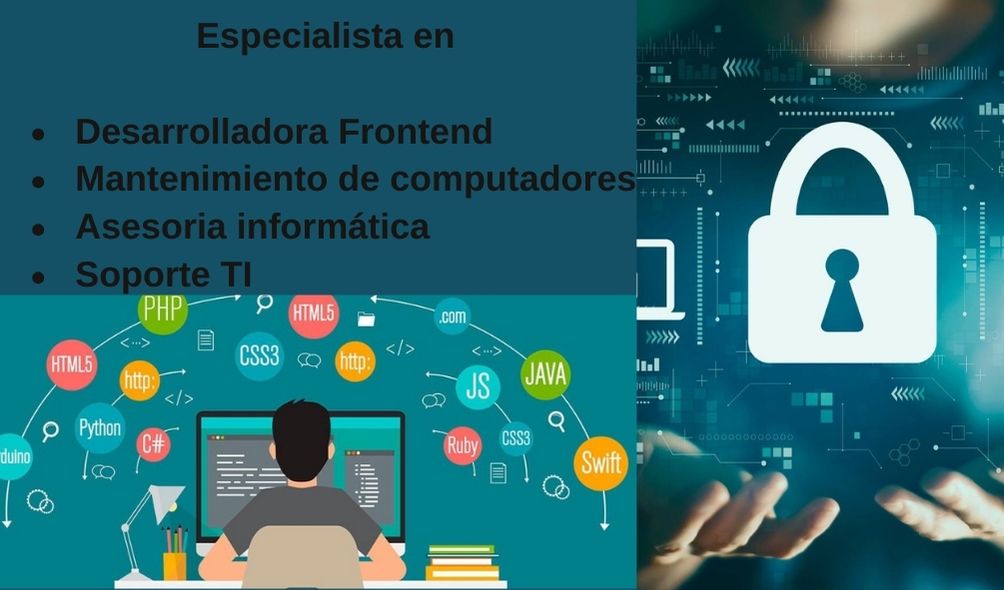 Especialista en
• Desarrolladora Frontend
• Mantenimiento de computadores
• Asesoria informática
• Soporte TI
PHP
HTML5
.com
CSS3
http:
HTML5
http:
JS
JAVA
Python
C#
Ruby
CSS3
rduino
Swift